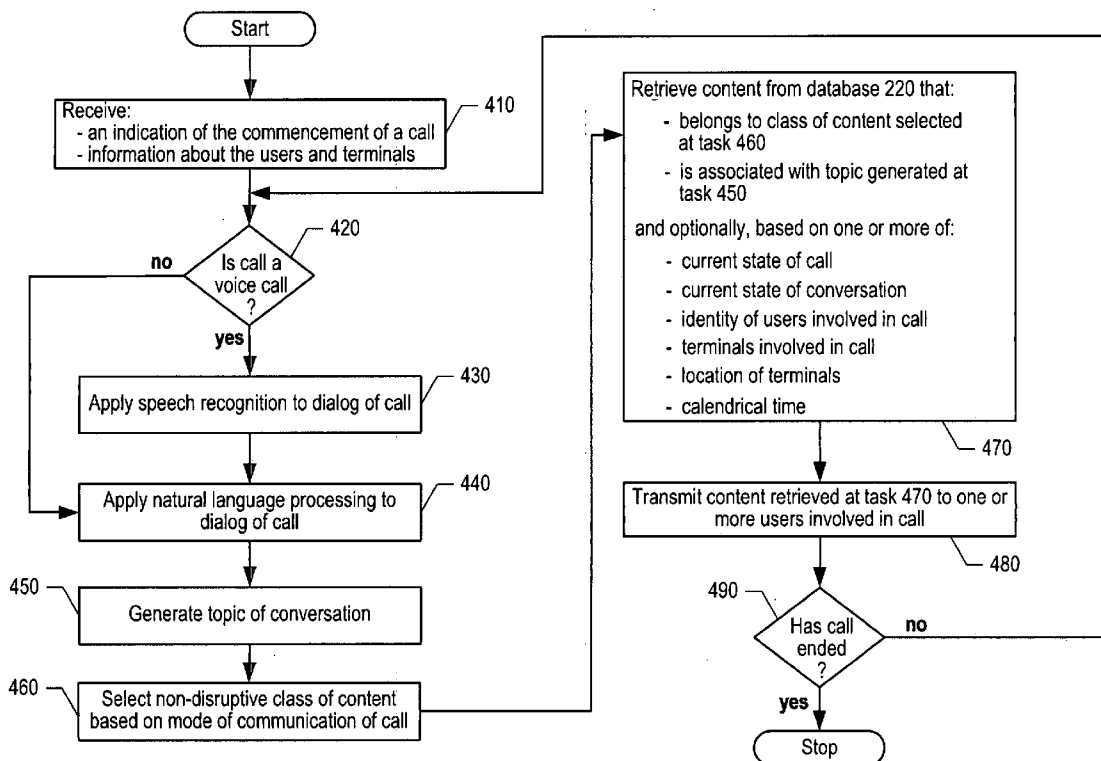 Start
Receive:
- an indication of the commencement of a call
- information about the users and terminals
410
420
Is call a
voice call
?
no
yes
Apply speech recognition to dialog of call
430
Apply natural language processing to
dialog of call
440
450
Generate topic of conversation
460
Select non-disruptive class of content
based on mode of communication of call
Retrieve content from database 220 that:
- belongs to class of content selected
at task 460
- is associated with topic generated at
task 450
and optionally, based on one or more of:
- current state of call
- current state of conversation
- identity of users involved in call
- terminals involved in call
- location of terminals
- calendrical time
470
Transmit content retrieved at task 470 to one or
more users involved in call
480
490
Has call
ended
?
no
yes
Stop